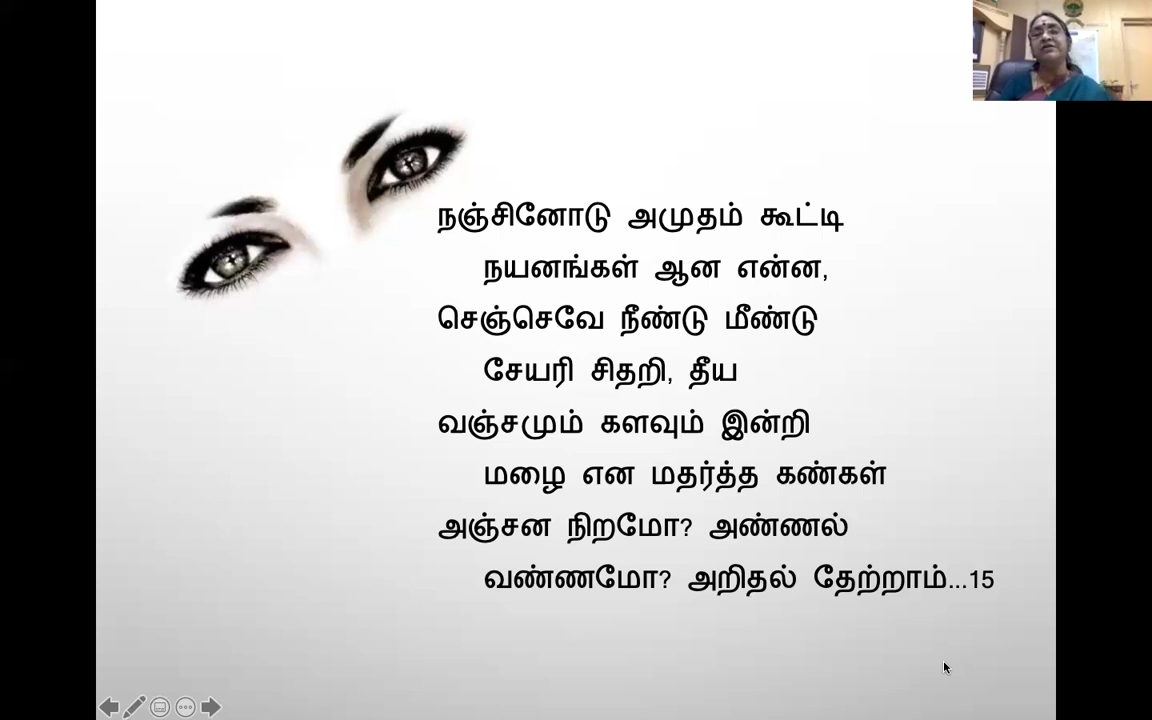 நஞ்சினோடு அமுதம் கூட்டி
நயனங்கள் ஆன என்ன,
செஞ்செவே நீண்டு மீண்டு
சேயரி சிதறி, தீய
வஞ்சமும் களவும் இன்றி
மழை என மதர்த்த கண்கள்
அஞ்சன நிறமோ? அண்ணல்
வண்ணமோ? அறிதல் தேற்றாம்...15